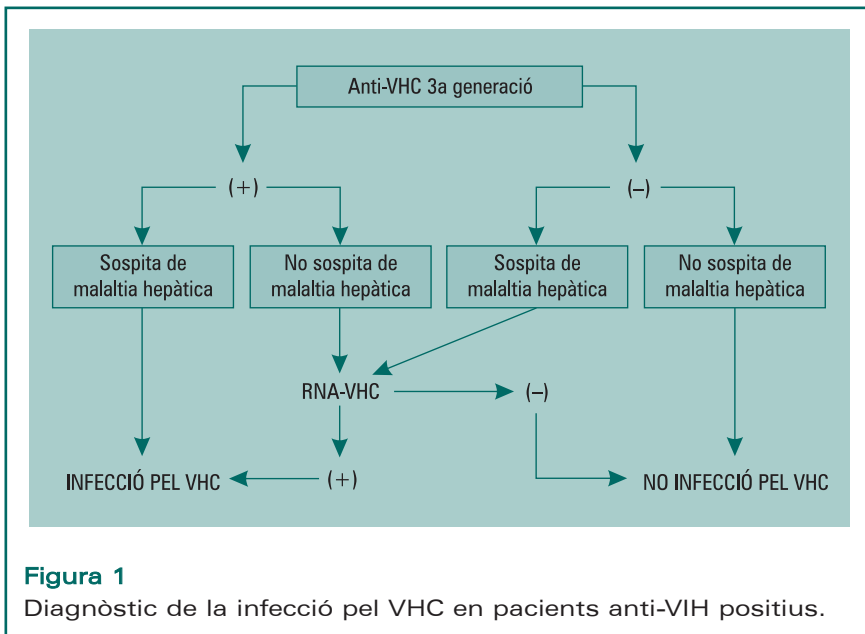 Anti-VHC 3a generació
(+)
(–)
Sospita de
malaltia hepàtica
No sospita de
malaltia hepàtica
Sospita de
malaltia hepàtica
No sospita de
malaltia hepàtica
RNA-VHC
(–)
INFECCIÓ PEL VHC
(+)
NO INFECCIÓ PEL VHC
Figura 1
Diagnòstic de la infecció pel VHC en pacients anti-VIH positius.